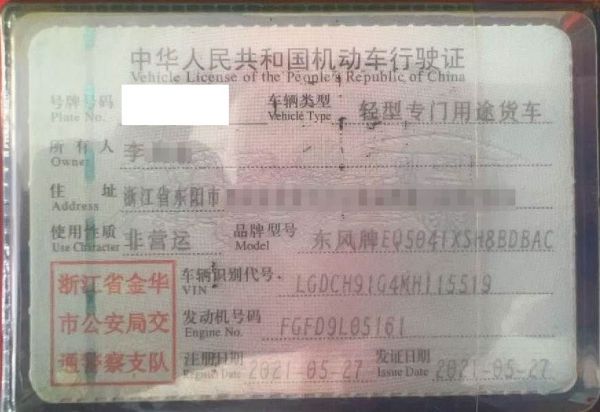 中华人民共和国机动车行驶证
Vehicle License of the People's Republic of China
号牌号码 车辆类型 轻型专门用途货车
Plate No. Vehicle Type
所有人 李
Owner
住址 浙江省东阳市
Address
使用性质 非营运 品牌型号 东风牌EQ5041XSH8BDBAC
Use Character Model
浙江省金华
市公安局交
通警察支队
车辆识别代号 LGDCH91G4MH115519
VIN
发动机号码 FGFD9L05161
Engine No.
注册日期 2021-05-27 发证日期 2021-05-27
Register Date Issue Date